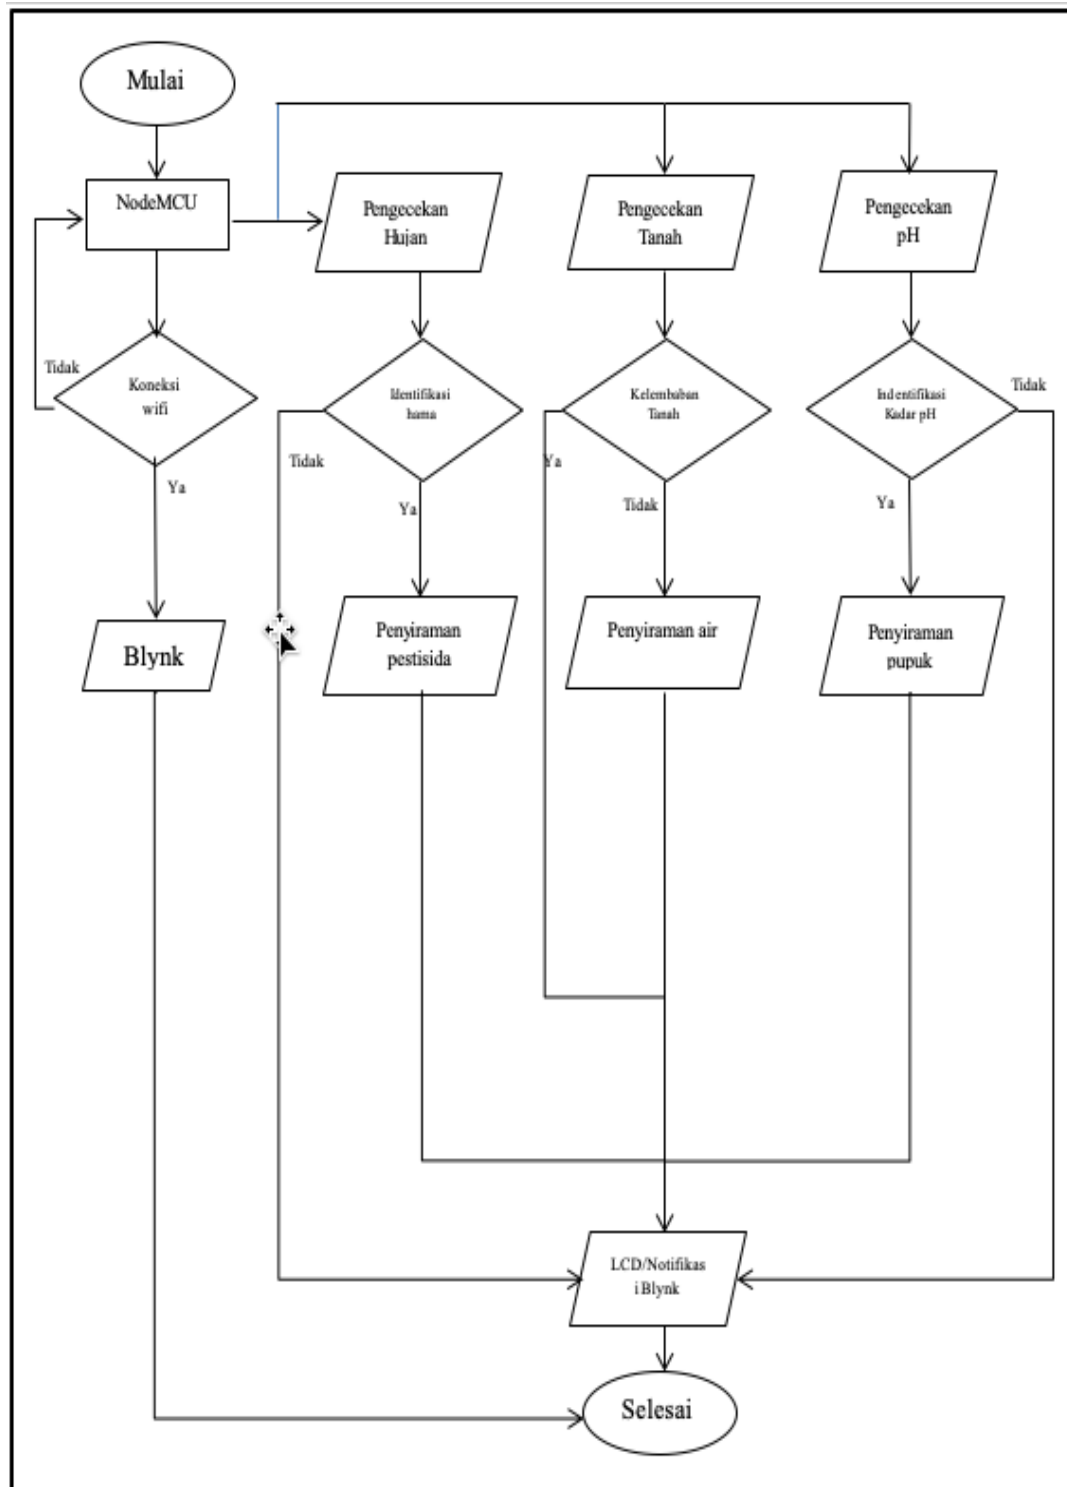 Mulai
NodeMCU
Pengecekan
Hujan
Pengecekan
Tanah
Pengecekan
pH
Tidak
Koneksi
wifi
Identifikasi
hama
Kelembaban
Tanah
Indentifikasi
Kadar pH
Tidak
Ya
Tidak
Ya
Ya
Tidak
Ya
Blynk
Penyiraman
pestisida
Penyiraman air
Penyiraman
pupuk
LCD/Notifikas
i Blynk
Selesai